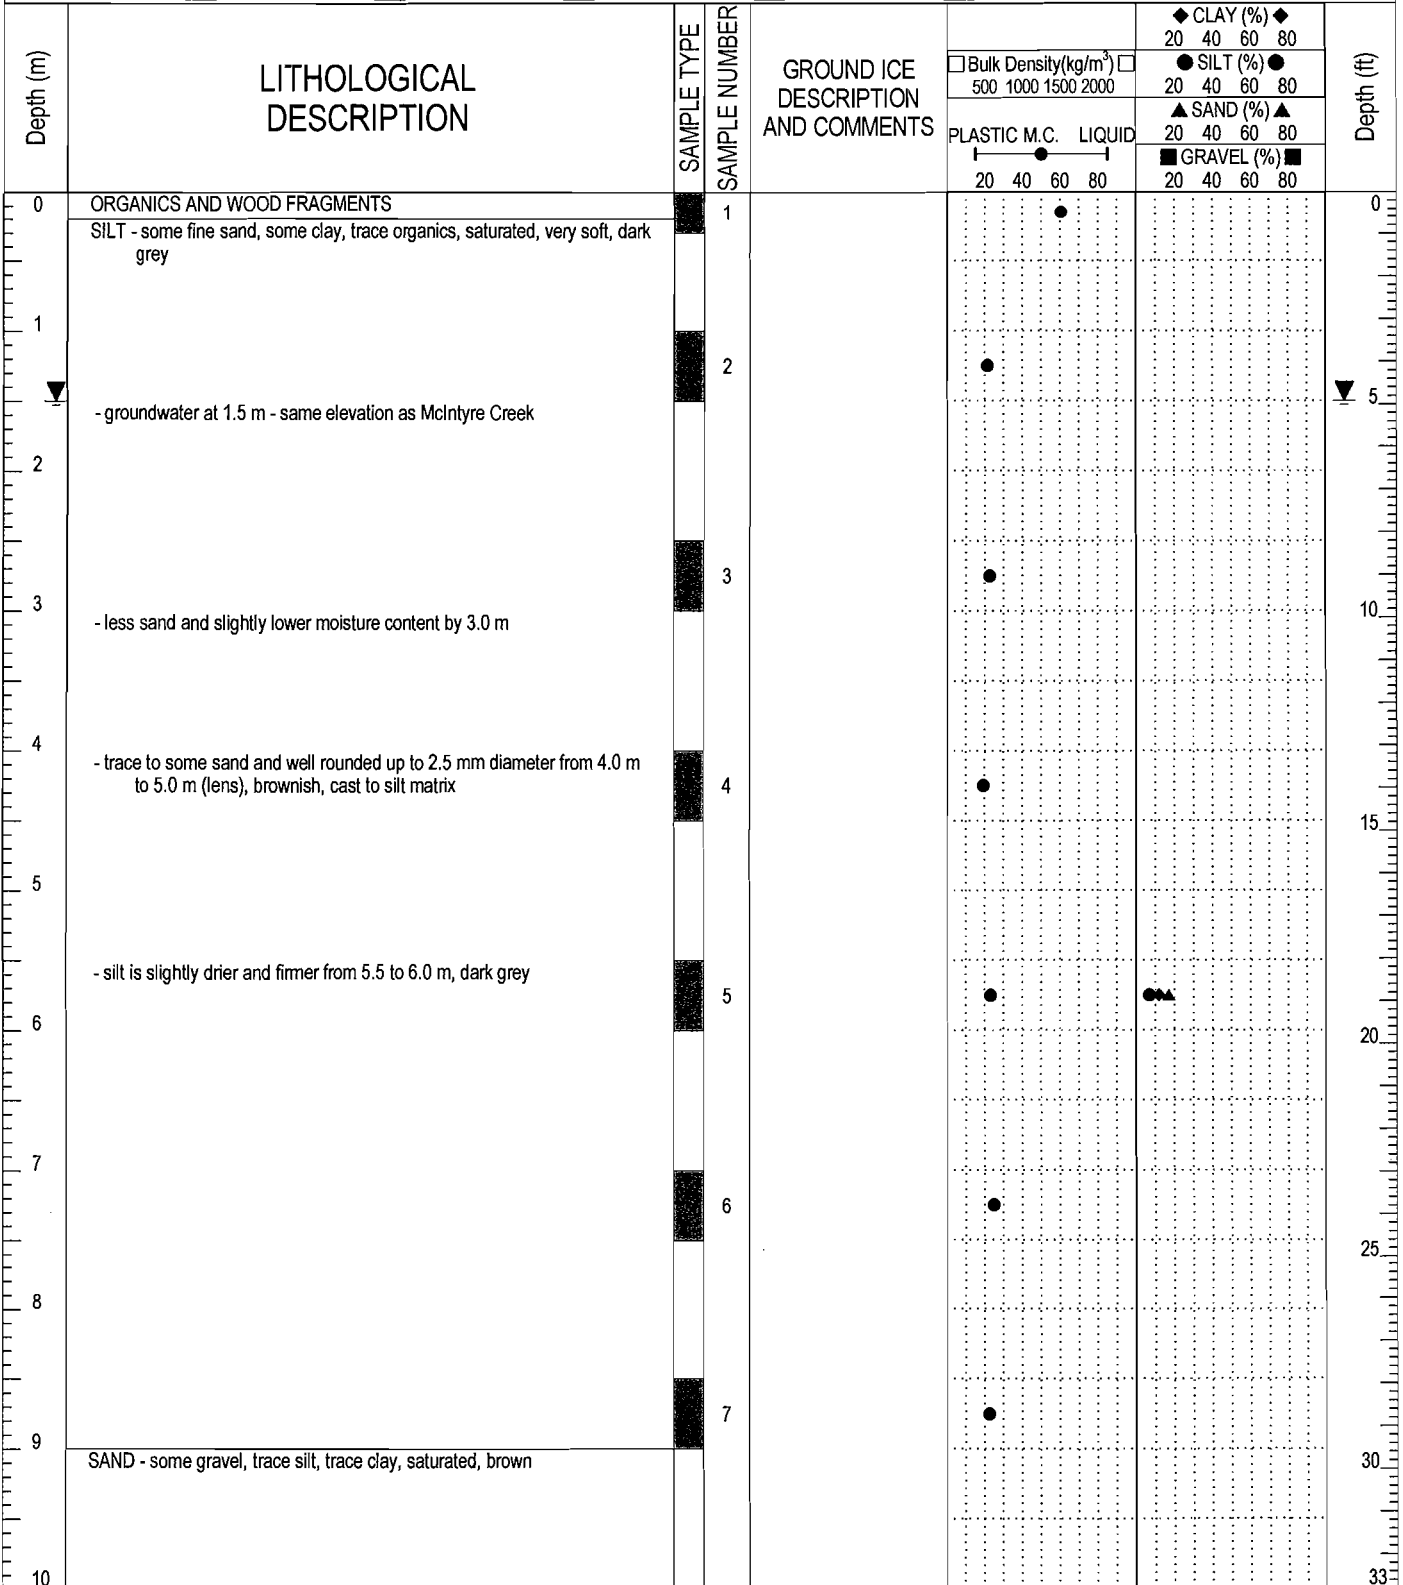 Depth (m)
LITHOLOGICAL
DESCRIPTION
SAMPLE TYPE
SAMPLE NUMBER
GROUND ICE
DESCRIPTION
AND COMMENTS
□ Bulk Density(kg/m³) □
500 1000 1500 2000
PLASTIC M.C. LIQUID
20 40 60 80
◆ CLAY (%) ◆
20 40 60 80
● SILT (%) ●
20 40 60 80
▲ SAND (%) ▲
20 40 60 80
■ GRAVEL (%) ■
20 40 60 80
Depth (ft)
0
ORGANICS AND WOOD FRAGMENTS
1
0
SILT - some fine sand, some clay, trace organics, saturated, very soft, dark
grey
1
2
- groundwater at 1.5 m - same elevation as McIntyre Creek
5
2
3
3
- less sand and slightly lower moisture content by 3.0 m
10
4
- trace to some sand and well rounded up to 2.5 mm diameter from 4.0 m
to 5.0 m (lens), brownish, cast to silt matrix
4
15
5
- silt is slightly drier and firmer from 5.5 to 6.0 m, dark grey
5
6
20
7
6
25
8
7
9
SAND - some gravel, trace silt, trace clay, saturated, brown
30
10
33